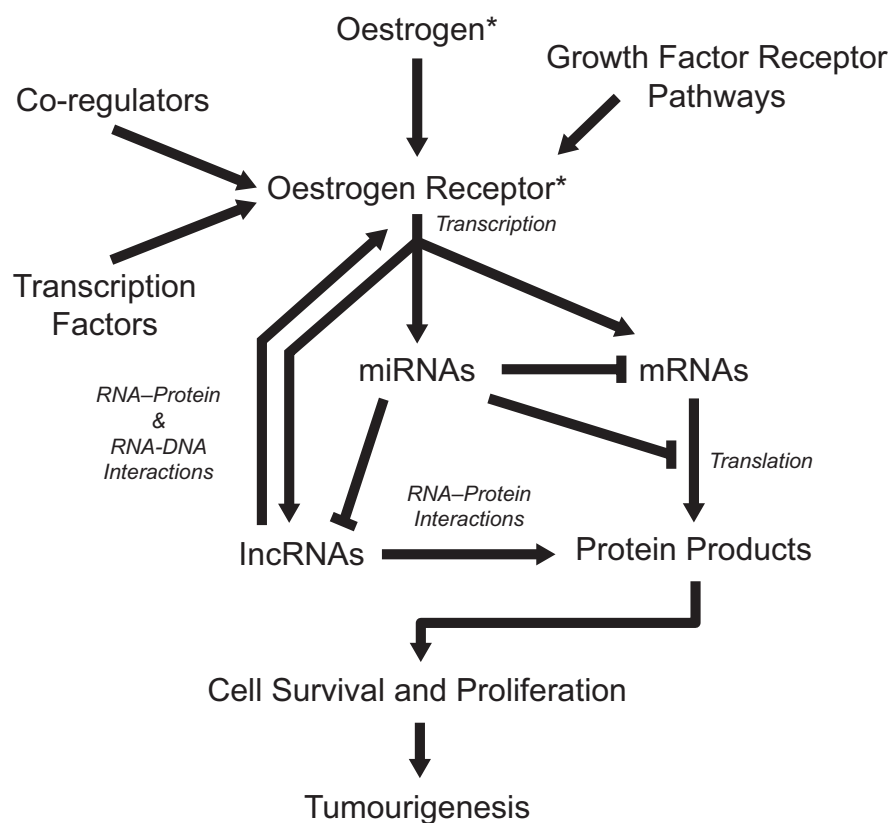 Oestrogen*
Growth Factor Receptor
Pathways
Co-regulators
Oestrogen Receptor*
Transcription
Transcription
Factors
miRNAs
mRNAs
RNA–Protein
&
RNA-DNA
Interactions
Translation
RNA–Protein
Interactions
lncRNAs
Protein Products
Cell Survival and Proliferation
Tumourigenesis